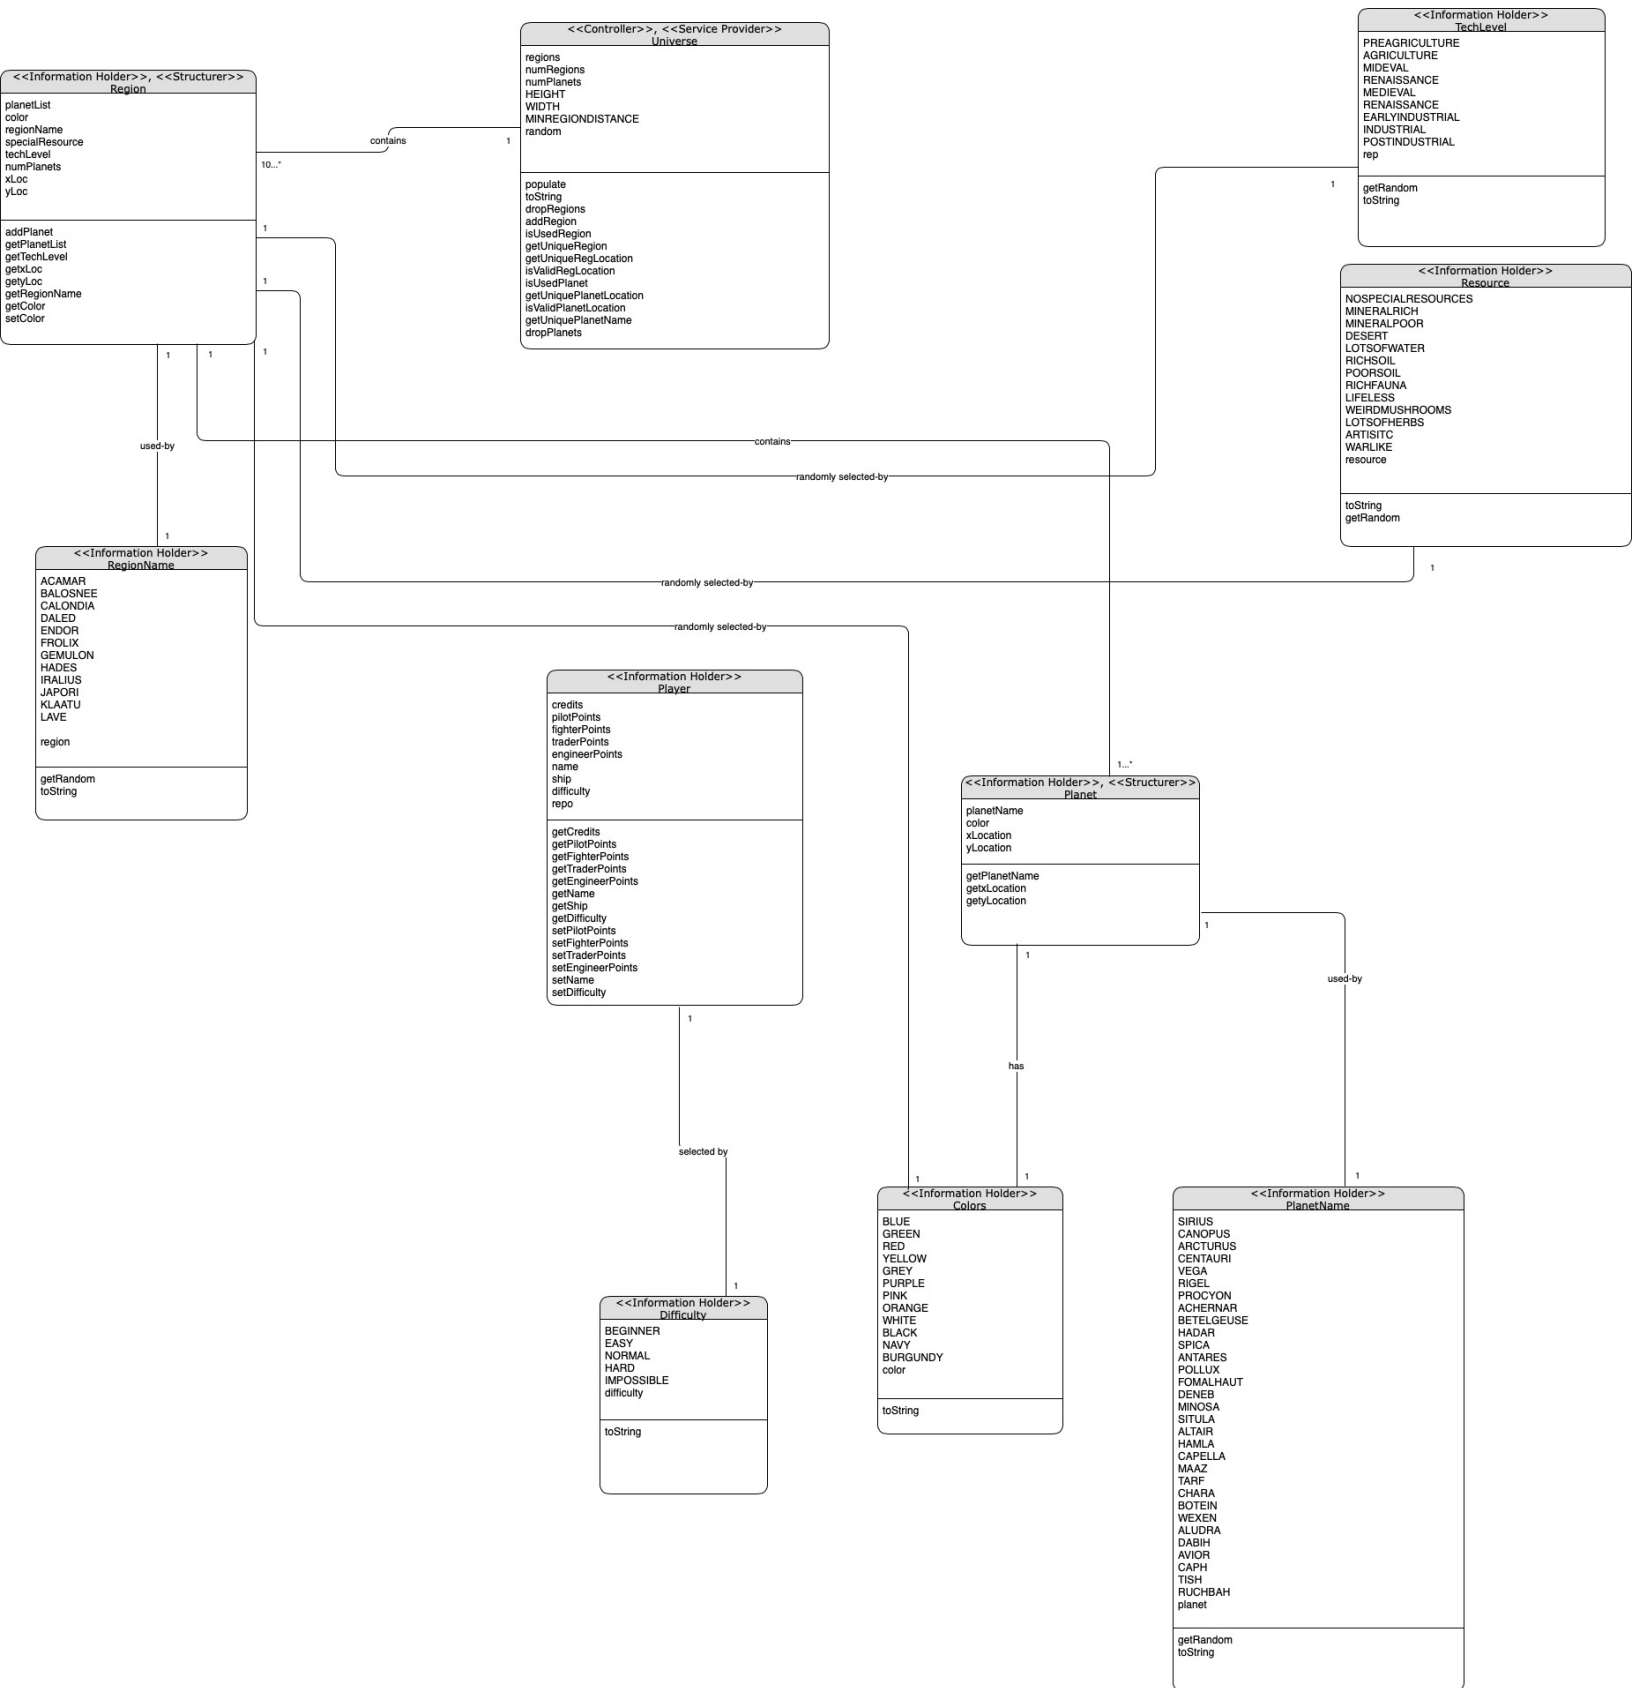 <<Controller>>, <<Service Provider>>
Universe
regions
numRegions
numPlanets
HEIGHT
WIDTH
MINREGIONDISTANCE
random
populate
toString
dropRegions
addRegion
isUsedRegion
getUniqueRegion
getUniqueRegLocation
isValidRegLocation
isUsedPlanet
getUniquePlanetLocation
isValidPlanetLocation
getUniquePlanetName
dropPlanets
<<Information Holder>>
TechLevel
PREAGRICULTURE
AGRICULTURE
MIDEVAL
RENAISSANCE
MEDIEVAL
RENAISSANCE
EARLYINDUSTRIAL
INDUSTRIAL
POSTINDUSTRIAL
rep
getRandom
toString
<<Information Holder>>, <<Structurer>>
Region
planetList
color
regionName
specialResource
techLevel
numPlanets
xLoc
yLoc
addPlanet
getPlanetList
getTechLevel
getxLoc
getyLoc
getRegionName
getColor
setColor
contains
1
10...*
1
1
1
1
1
1
<<Information Holder>>
Resource
NOSPECIALRESOURCES
MINERALRICH
MINERALPOOR
DESERT
LOTSOFWATER
RICHSOIL
POORSOIL
RICHFAUNA
LIFELESS
WEIRDMUSHROOMS
LOTSOFHERBS
ARTISITC
WARLIKE
resource
toString
getRandom
used-by
contains
randomly selected-by
1
1
randomly selected-by
randomly selected-by
<<Information Holder>>
RegionName
ACAMAR
BALOSNEE
CALONDIA
DALED
ENDOR
FROLIX
GEMULON
HADES
IRALIUS
JAPORI
KLAATU
LAVE
region
getRandom
toString
<<Information Holder>>
Player
credits
pilotPoints
fighterPoints
traderPoints
engineerPoints
name
ship
difficulty
repo
getCredits
getPilotPoints
getFighterPoints
getTraderPoints
getEngineerPoints
getName
getShip
getDifficulty
setPilotPoints
setFighterPoints
setTraderPoints
setEngineerPoints
setName
setDifficulty
1...*
<<Information Holder>>, <<Structurer>>
Planet
planetName
color
xLocation
yLocation
getPlanetName
getxLocation
getyLocation
1
1
used-by
1
has
selected by
1
1
1
1
<<Information Holder>>
Difficulty
BEGINNER
EASY
NORMAL
HARD
IMPOSSIBLE
difficulty
toString
<<Information Holder>>
Colors
BLUE
GREEN
RED
YELLOW
GREY
PURPLE
PINK
ORANGE
WHITE
BLACK
NAVY
BURGUNDY
color
toString
<<Information Holder>>
PlanetName
SIRIUS
CANOPUS
ARCTURUS
CENTAURI
VEGA
RIGEL
PROCYON
ACHERNAR
BETELGEUSE
HADAR
SPICA
ANTARES
POLLUX
FOMALHAUT
DENEB
MINOSA
SITULA
ALTAIR
HAMLA
CAPELLA
MAAZ
TARF
CHARA
BOTEIN
WEXEN
ALUDRA
DABIH
AVIOR
CAPH
TISH
RUCHBAH
planet
getRandom
toString